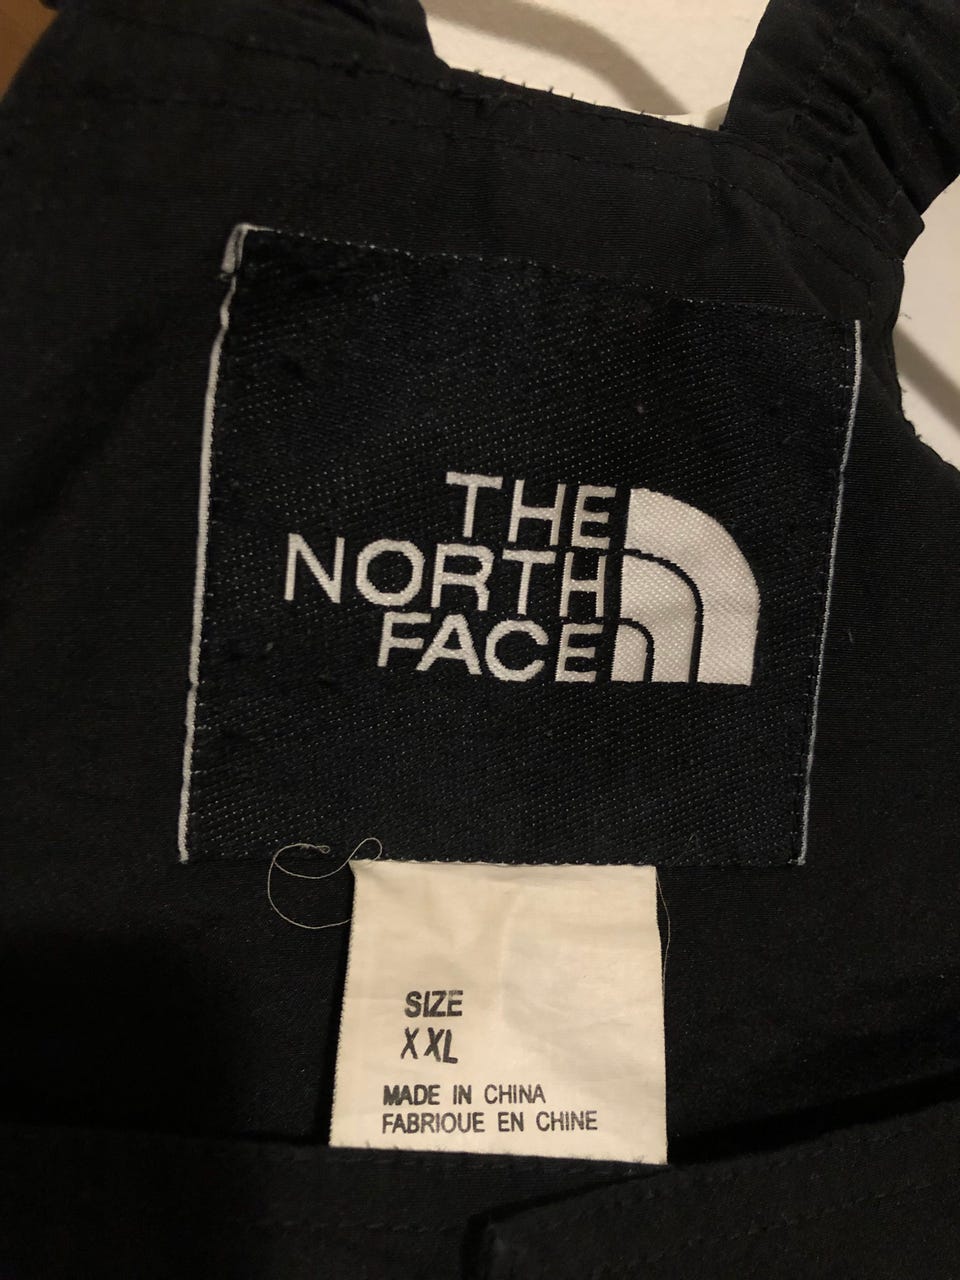 THE
NORTH
FACE
SIZE
XXL
MADE IN CHINA
FABRIOUE EN CHINE